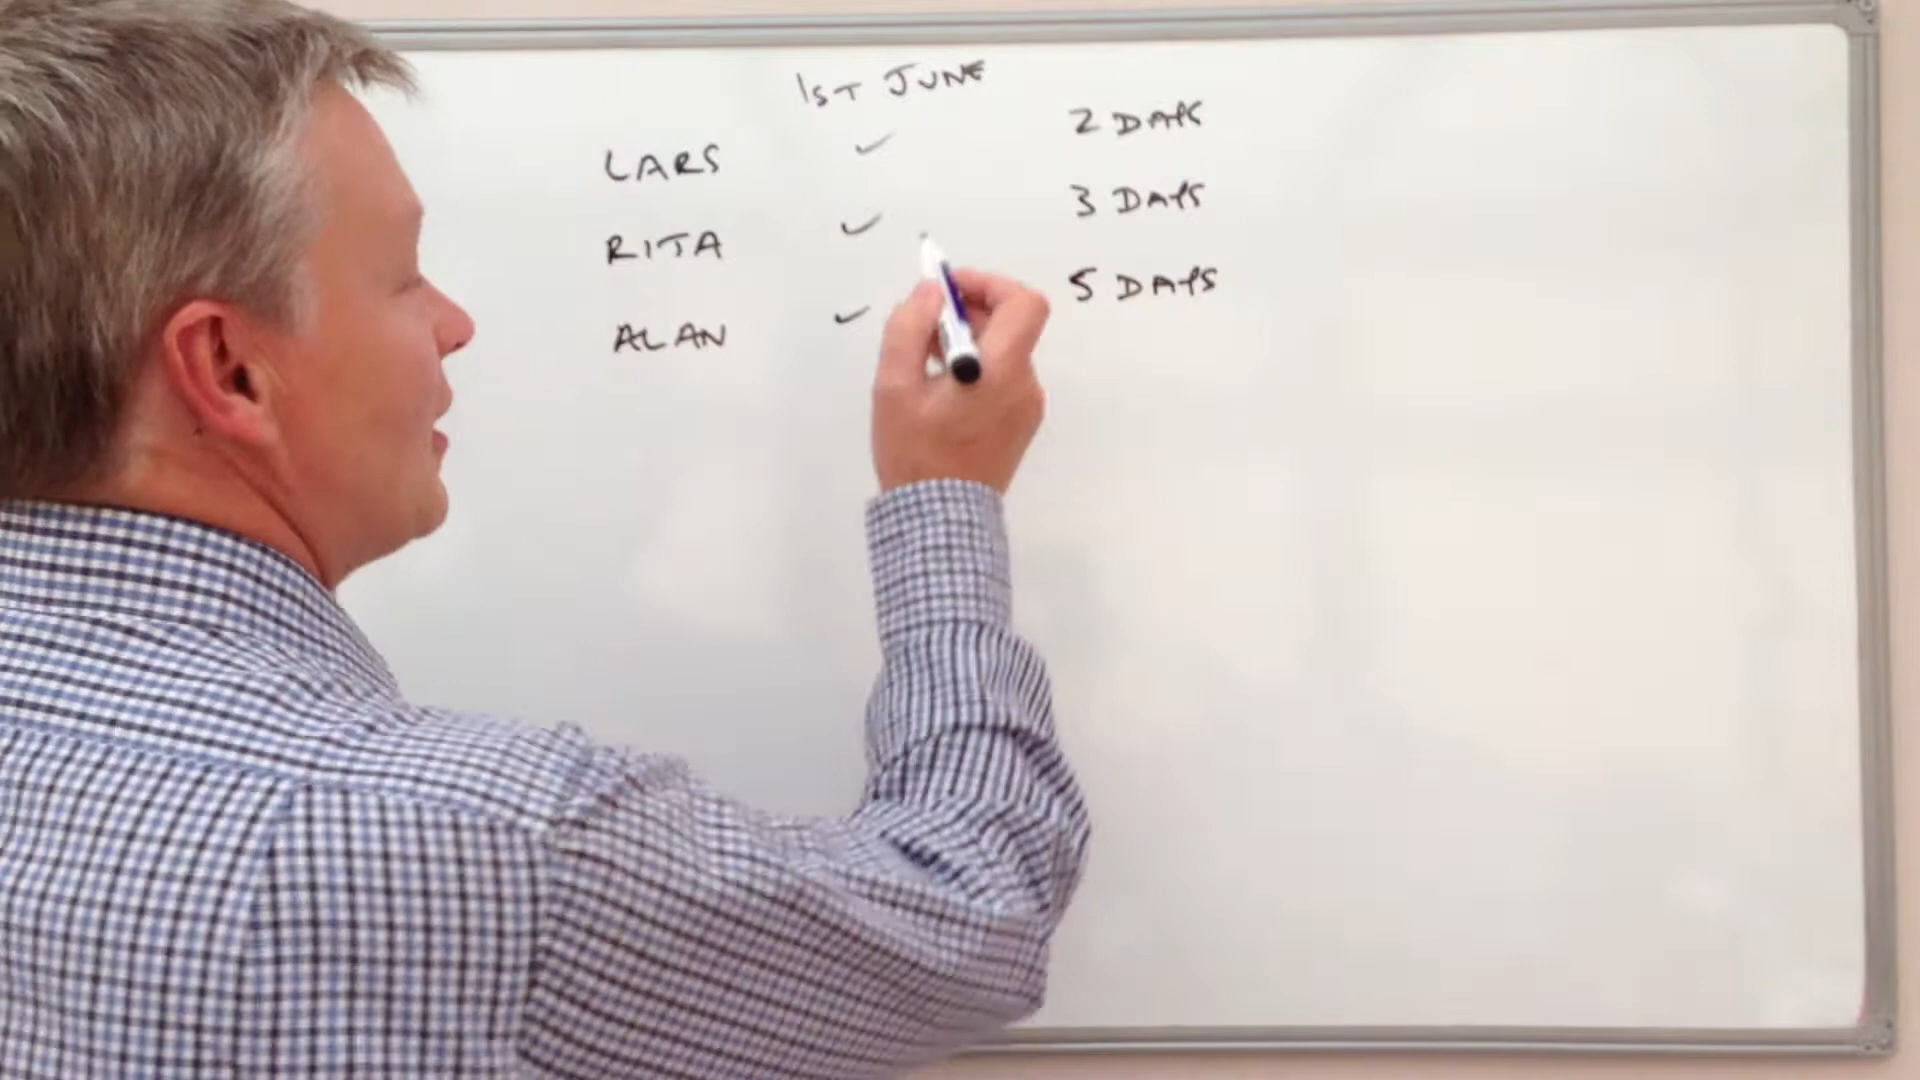 1ST JUNE
LARS ✓ 2 DAYS
RITA ✓ 3 DAYS
ALAN ✓ 5 DAYS